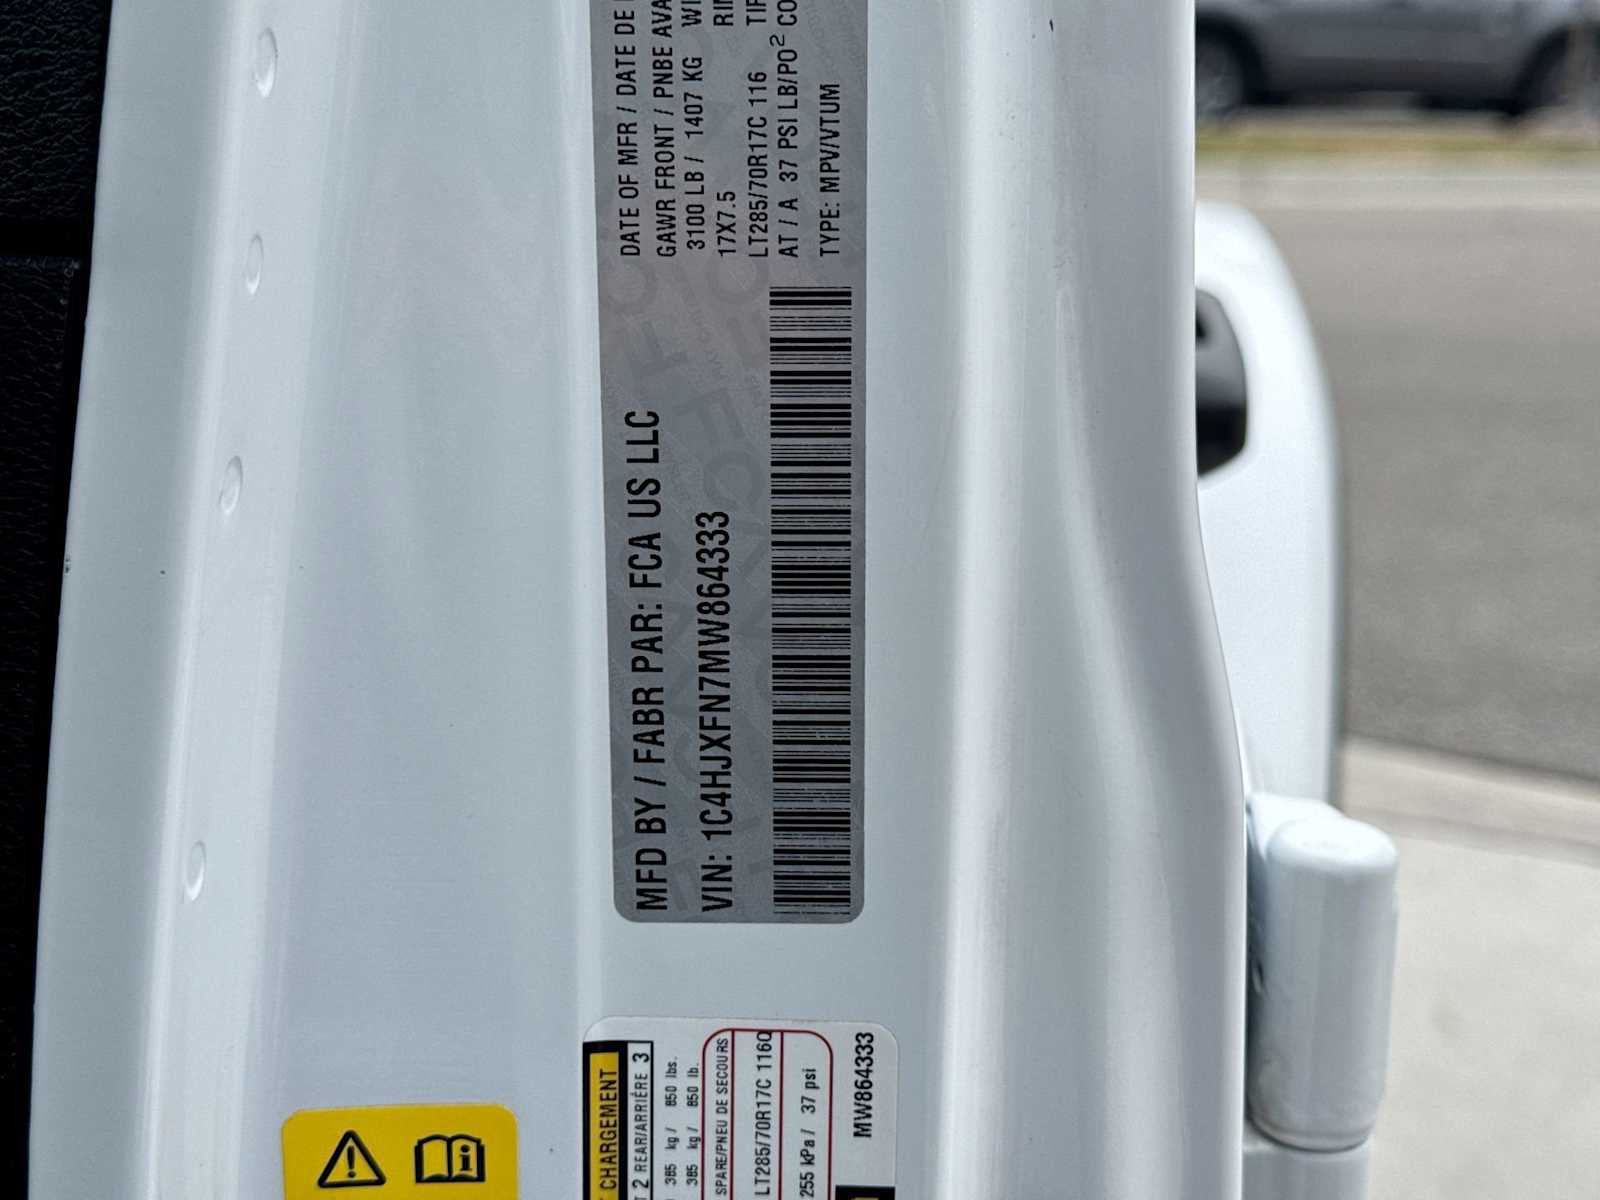 MFD BY / FABR PAR: FCA US LLC
VIN: 1C4HJXFN7MW864333
DATE OF MFR / DATE DE
GAWR FRONT / PNBE AVA
3100 LB / 1407 KG WI
17X7.5 RIM
LT285/70R17C 116 TIR
AT / A 37 PSI LB/PO² CO
TYPE: MPV/VTUM
CHARGEMENT
2 REAR/ARRIÈRE 3
385 kg / 850 lbs.
385 kg / 850 lb.
SPARE/PNEU DE SECOURS
LT285/70R17C 116Q
255 kPa / 37 psi
MW864333